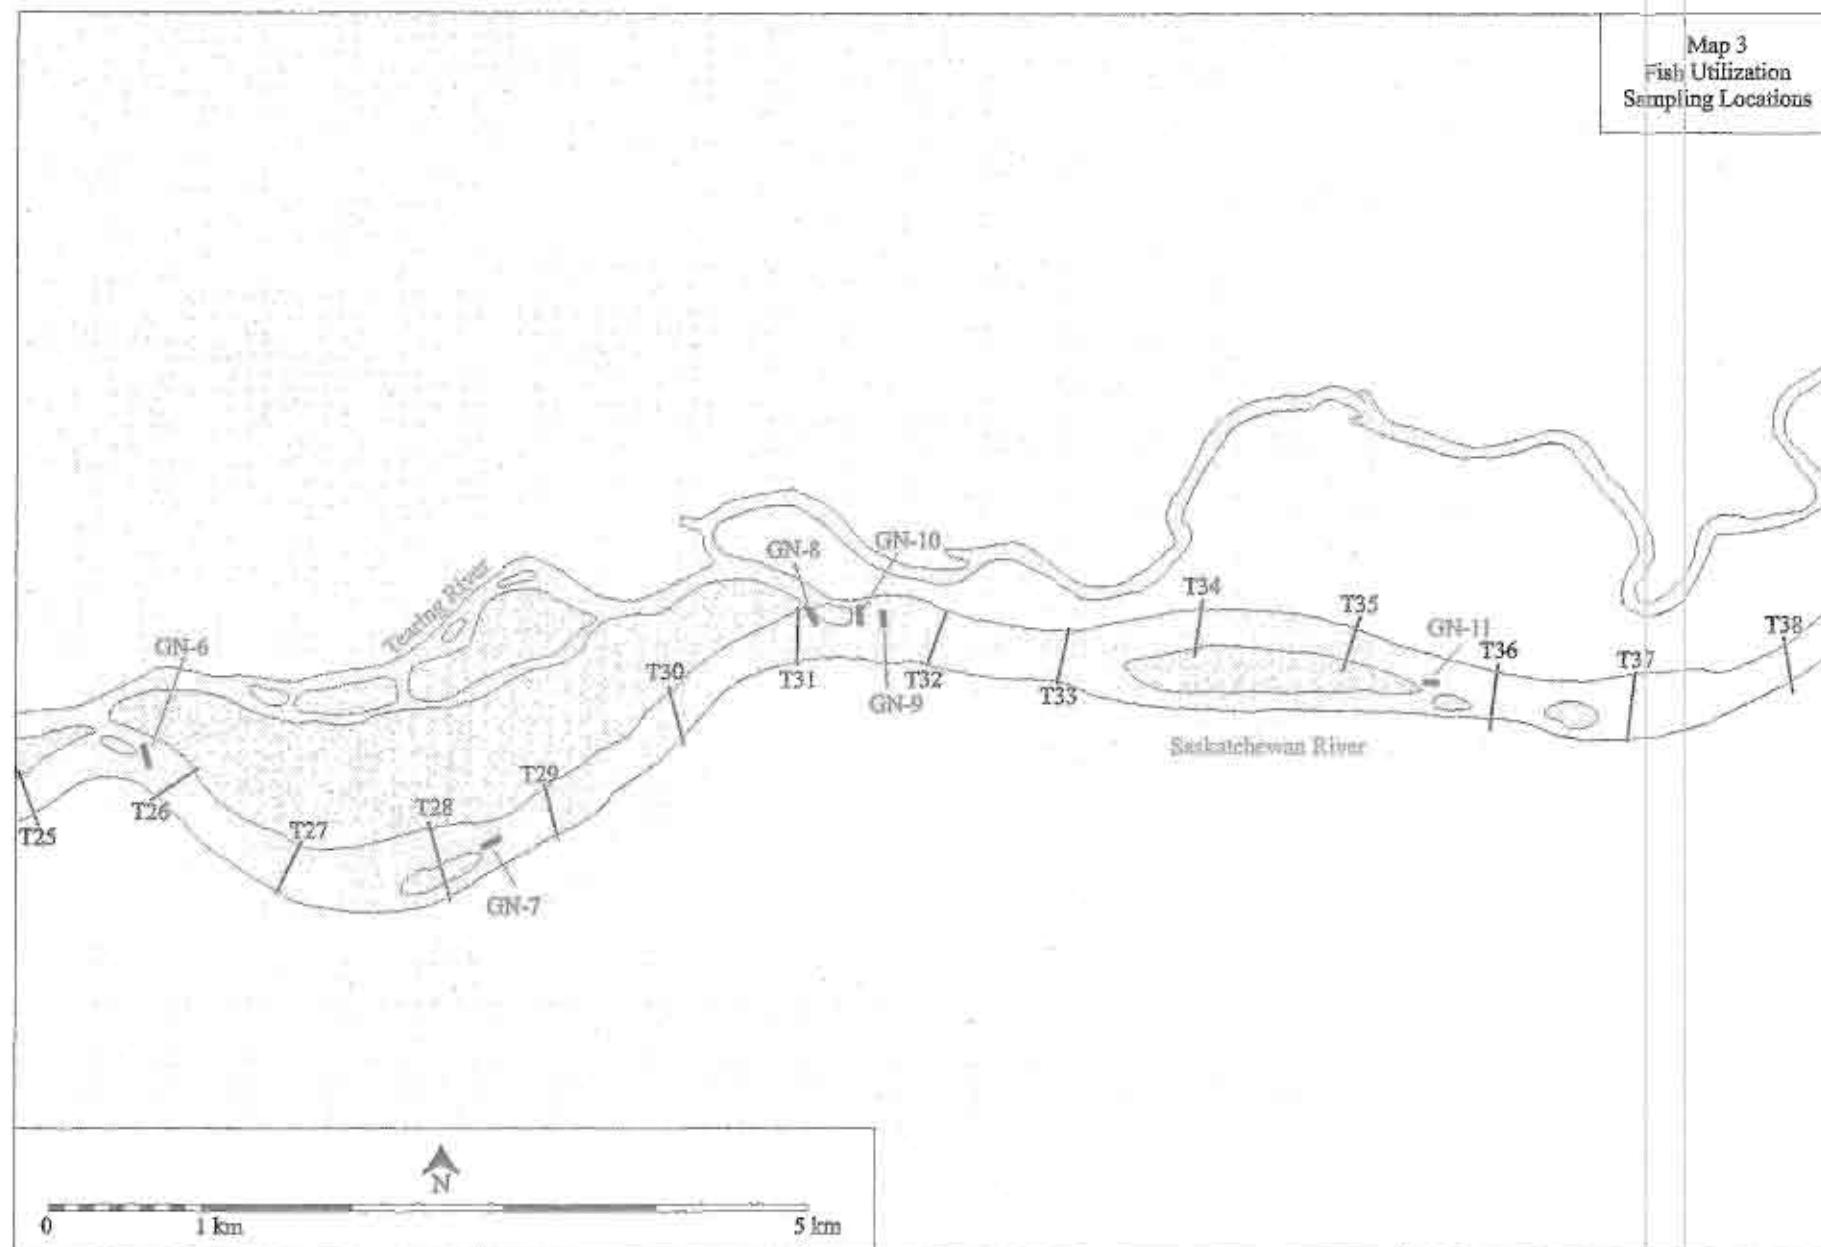 Map 3
Fish Utilization
Sampling Locations
GN-10
GN-8
Tearing River
T34
T35
GN-11
T38
GN-6
T36
T37
T30
T31
T32
T33
GN-9
Saskatchewan River
T29
T26
T28
T25
T27
GN-7
N
0
1 km
5 km